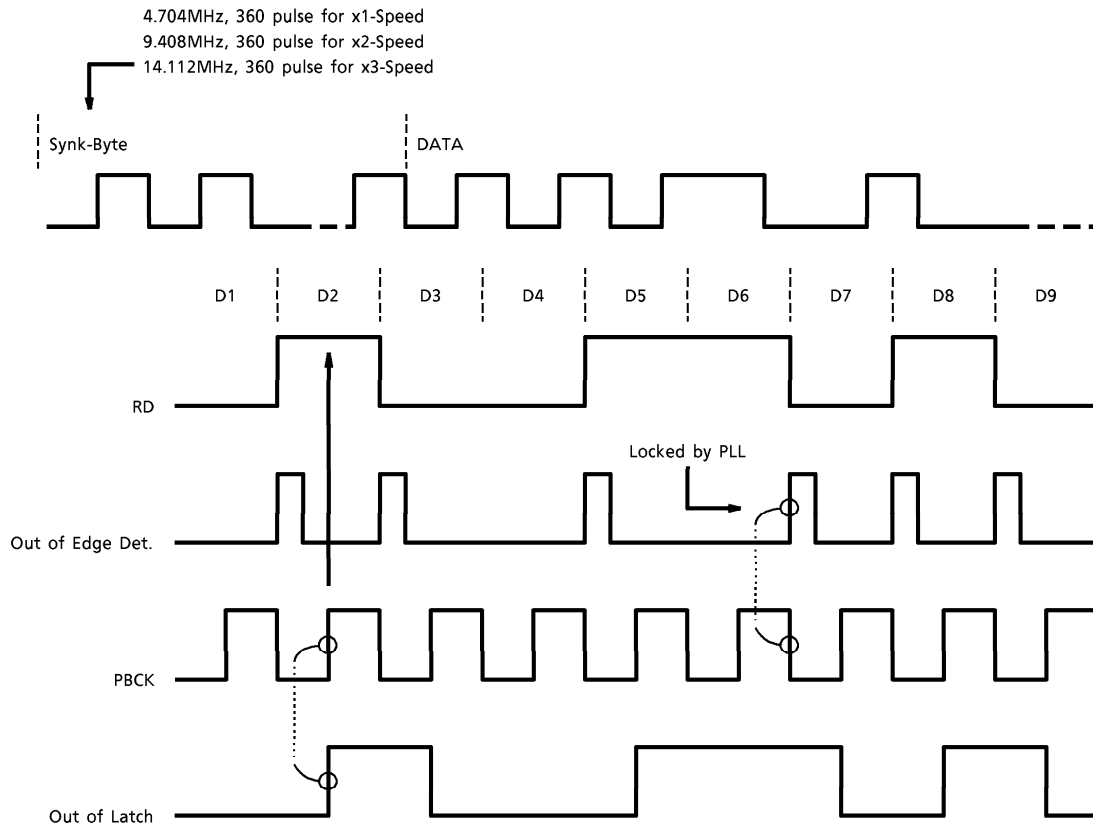 4.704MHz, 360 pulse for x1-Speed
9.408MHz, 360 pulse for x2-Speed
14.112MHz, 360 pulse for x3-Speed
Synk-Byte
DATA
D1 D2 D3 D4 D5 D6 D7 D8 D9
RD
Locked by PLL
Out of Edge Det.
PBCK
Out of Latch